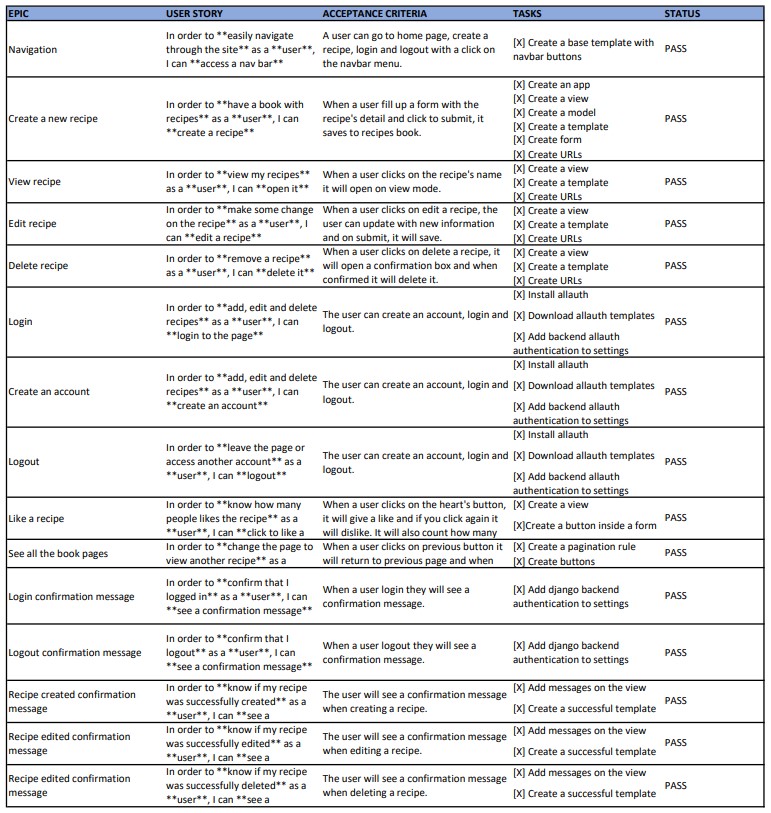 EPIC USER STORY ACCEPTANCE CRITERIA TASKS STATUS
Navigation
In order to **easily navigate
through the site** as a **user**,
I can **access a nav bar**
A user can go to home page, create a
recipe, login and logout with a click on
the navbar menu.
[X] Create a base template with
navbar buttons
PASS
Create a new recipe
In order to **have a book with
recipes** as a **user**, I can
**create a recipe**
When a user fill up a form with the
recipe's detail and click to submit, it
saves to recipes book.
[X] Create an app
[X] Create a view
[X] Create a model
[X] Create a template
[X] Create form
[X] Create URLs
PASS
View recipe
In order to **view my recipes**
as a **user**, I can **open it**
When a user clicks on the recipe's name
it will open on view mode.
[X] Create a view
[X] Create a template
[X] Create URLs
PASS
Edit recipe
In order to **make some change
on the recipe** as a **user**, I
can **edit a recipe**
When a user clicks on edit a recipe, the
user can update with new information
and on submit, it will save.
[X] Create a view
[X] Create a template
[X] Create URLs
PASS
Delete recipe
In order to **remove a recipe**
as a **user**, I can **delete it**
When a user clicks on delete a recipe, it
will open a confirmation box and when
confirmed it will delete it.
[X] Create a view
[X] Create a template
[X] Create URLs
PASS
Login
In order to **add, edit and delete
recipes** as a **user**, I can
**login to the page**
The user can create an account, login and
logout.
[X] Install allauth
[X] Download allauth templates
[X] Add backend allauth
authentication to settings
PASS
Create an account
In order to **add, edit and delete
recipes** as a **user**, I can
**create an account**
The user can create an account, login and
logout.
[X] Install allauth
[X] Download allauth templates
[X] Add backend allauth
authentication to settings
PASS
Logout
In order to **leave the page or
access another account** as a
**user**, I can **logout**
The user can create an account, login and
logout.
[X] Install allauth
[X] Download allauth templates
[X] Add backend allauth
authentication to settings
PASS
Like a recipe
In order to **know how many
people likes the recipe** as a
**user**, I can **click to like a
When a user clicks on the heart's button,
it will give a like and if you click again it
will dislike. It will also count how many
[X] Create a view
[X]Create a button inside a form
PASS
See all the book pages
In order to **change the page to
view another recipe** as a
When a user clicks on previous button it
will return to previous page and when
[X] Create a pagination rule
[X] Create buttons
PASS
Login confirmation message
In order to **confirm that I
logged in** as a **user**, I can
**see a confirmation message**
When a user login they will see a
confirmation message.
[X] Add django backend
authentication to settings
PASS
Logout confirmation message
In order to **confirm that I
logout** as a **user**, I can
**see a confirmation message**
When a user logout they will see a
confirmation message.
[X] Add django backend
authentication to settings
PASS
Recipe created confirmation
message
In order to **know if my recipe
was successfully created** as a
**user**, I can **see a
The user will see a confirmation message
when creating a recipe.
[X] Add messages on the view
[X] Create a successful template
PASS
Recipe edited confirmation
message
In order to **know if my recipe
was successfully edited** as a
**user**, I can **see a
The user will see a confirmation message
when editing a recipe.
[X] Add messages on the view
[X] Create a successful template
PASS
Recipe edited confirmation
message
In order to **know if my recipe
was successfully deleted** as a
**user**, I can **see a
The user will see a confirmation message
when deleting a recipe.
[X] Add messages on the view
[X] Create a successful template
PASS